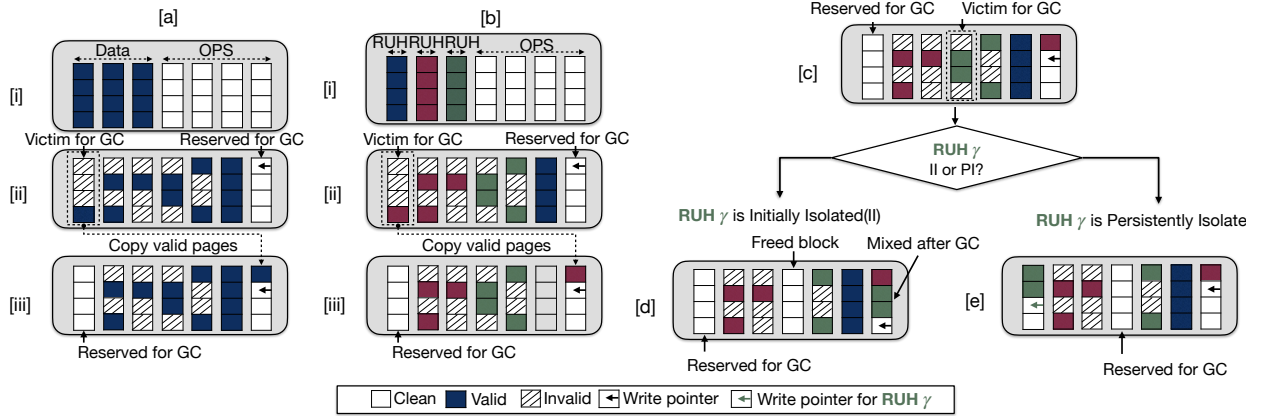 [a]
Data
OPS
[i]
Victim for GC
Reserved for GC
[ii]
Copy valid pages
[iii]
Reserved for GC
[b]
RUH RUH RUH
OPS
[i]
Victim for GC
Reserved for GC
[ii]
Copy valid pages
[iii]
Reserved for GC
Reserved for GC
Victim for GC
[c]
RUH γ
II or PI?
RUH γ is Initially Isolated(II)
Freed block
Mixed after GC
[d]
Reserved for GC
RUH γ is Persistently Isolate
[e]
Reserved for GC
Clean Valid Invalid Write pointer Write pointer for RUH γ